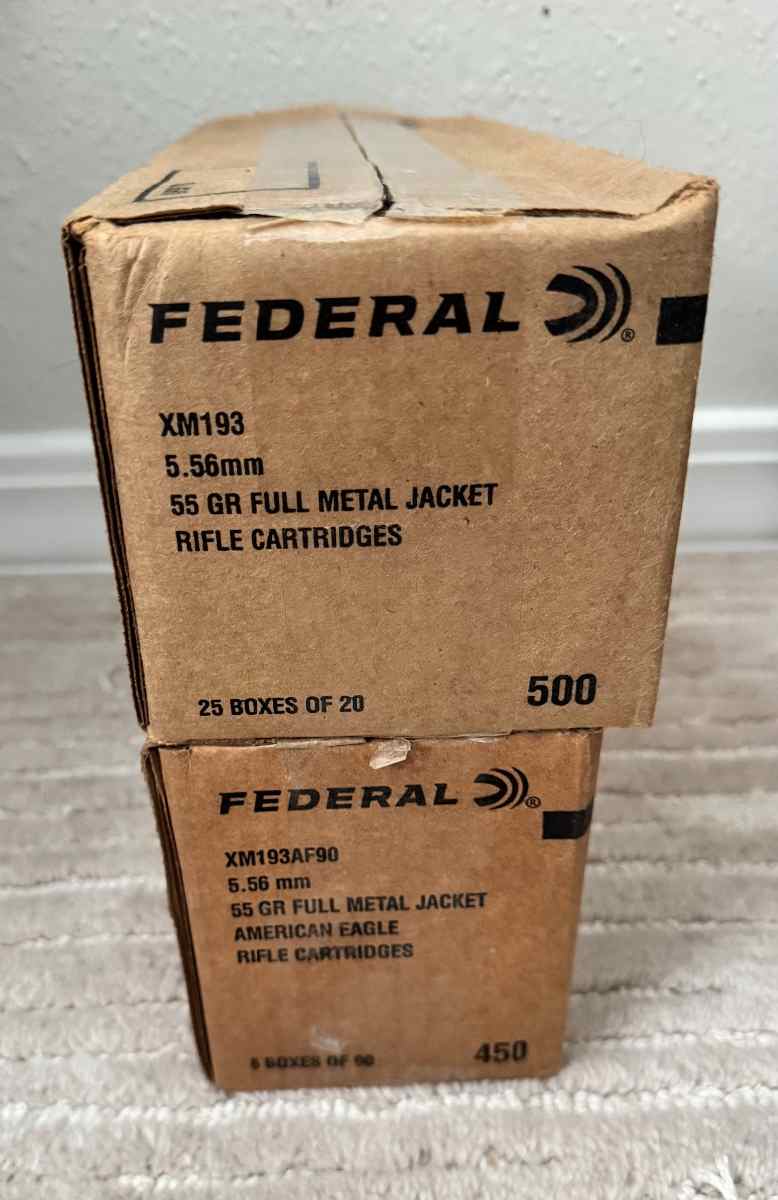 FEDERAL ®
XM193
5.56mm
55 GR FULL METAL JACKET
RIFLE CARTRIDGES
25 BOXES OF 20
500
FEDERAL ®
XM193AF90
5.56 mm
55 GR FULL METAL JACKET
AMERICAN EAGLE
RIFLE CARTRIDGES
BOXES OF 90
450